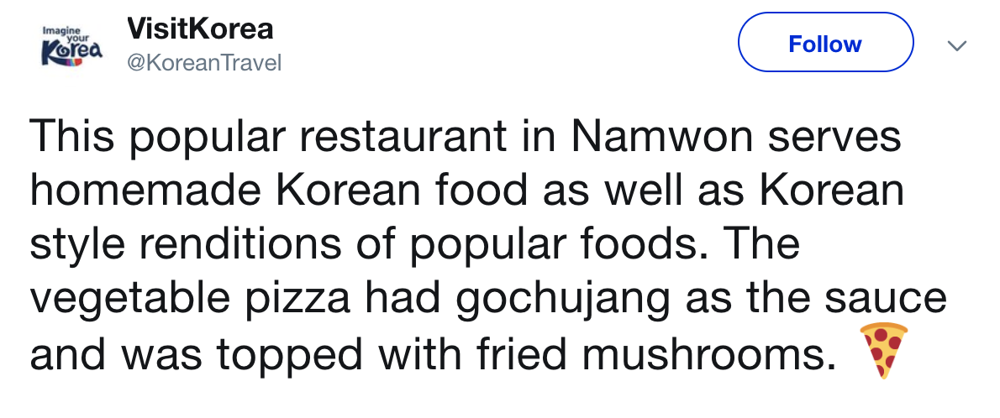 Imagine
your
Korea
VisitKorea
@KoreanTravel
Follow
This popular restaurant in Namwon serves
homemade Korean food as well as Korean
style renditions of popular foods. The
vegetable pizza had gochujang as the sauce
and was topped with fried mushrooms. 🍕